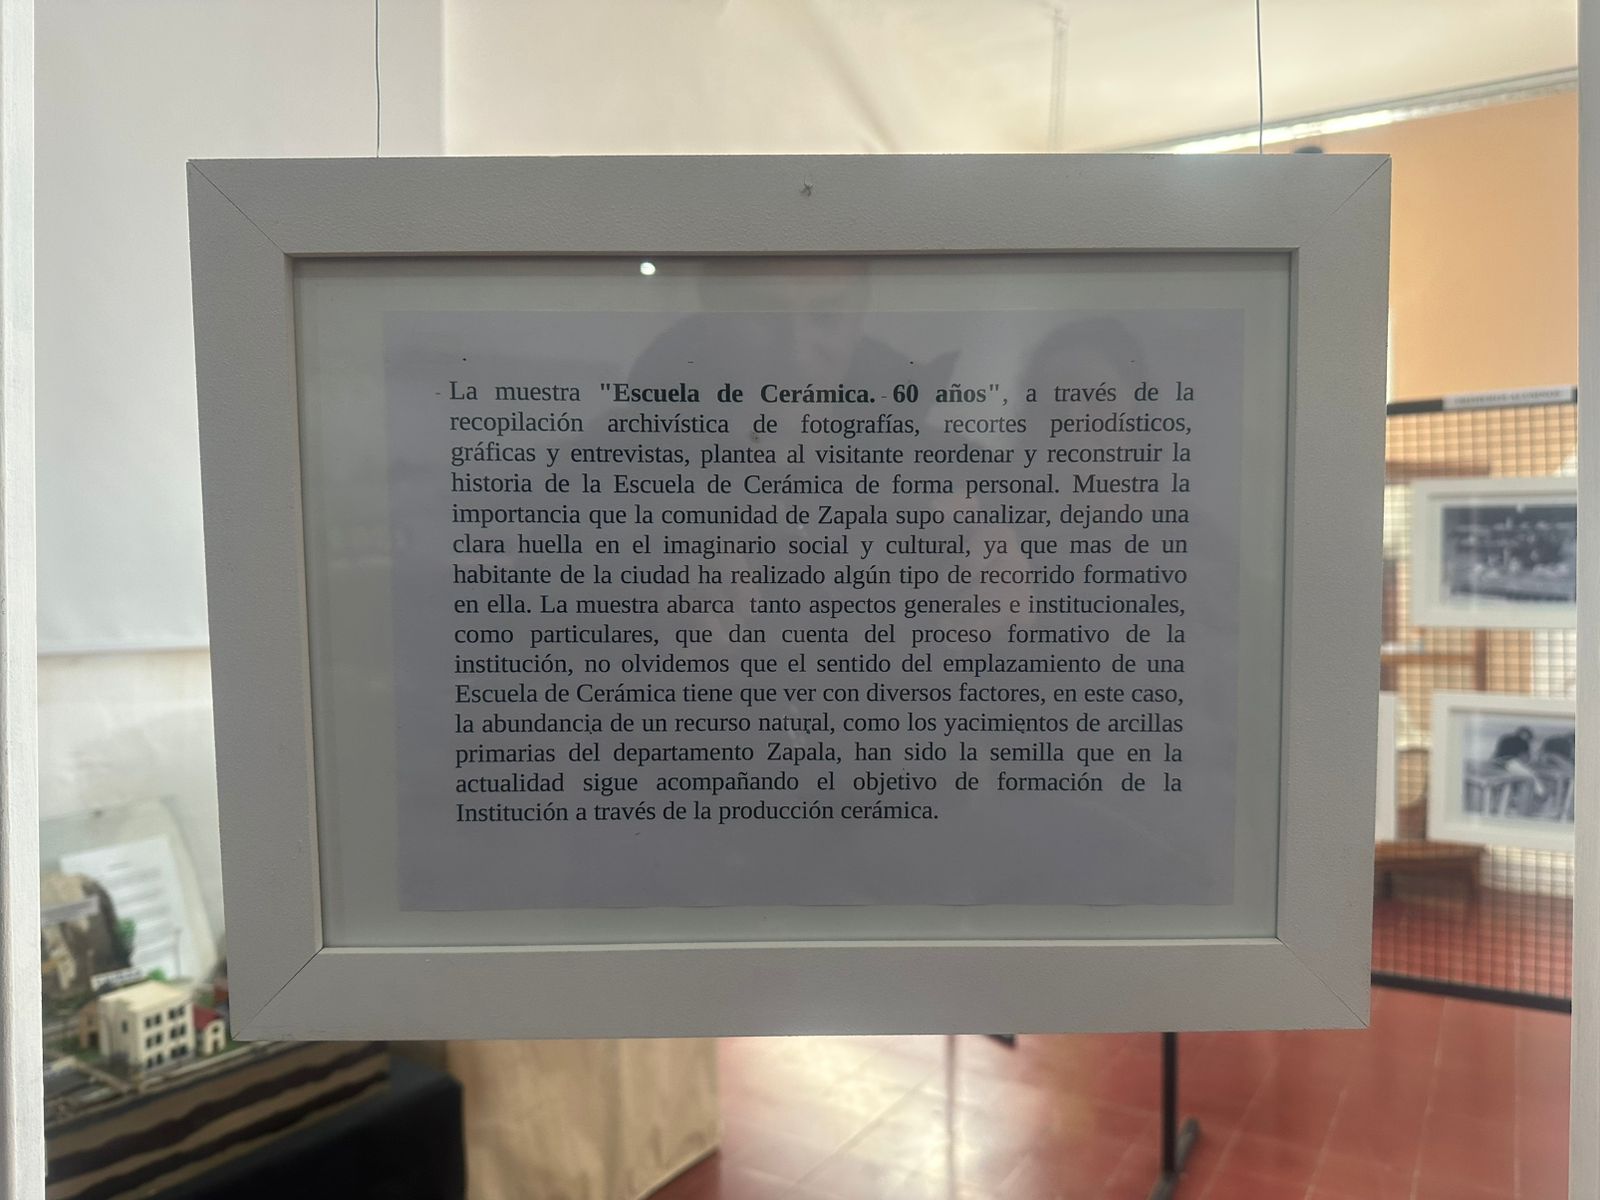 La muestra "Escuela de Cerámica. 60 años", a través de la
recopilación archivística de fotografías, recortes periodísticos,
gráficas y entrevistas, plantea al visitante reordenar y reconstruir la
historia de la Escuela de Cerámica de forma personal. Muestra la
importancia que la comunidad de Zapala supo canalizar, dejando una
clara huella en el imaginario social y cultural, ya que mas de un
habitante de la ciudad ha realizado algún tipo de recorrido formativo
en ella. La muestra abarca tanto aspectos generales e institucionales,
como particulares, que dan cuenta del proceso formativo de la
institución, no olvidemos que el sentido del emplazamiento de una
Escuela de Cerámica tiene que ver con diversos factores, en este caso,
la abundancia de un recurso natural, como los yacimientos de arcillas
primarias del departamento Zapala, han sido la semilla que en la
actualidad sigue acompañando el objetivo de formación de la
Institución a través de la producción cerámica.